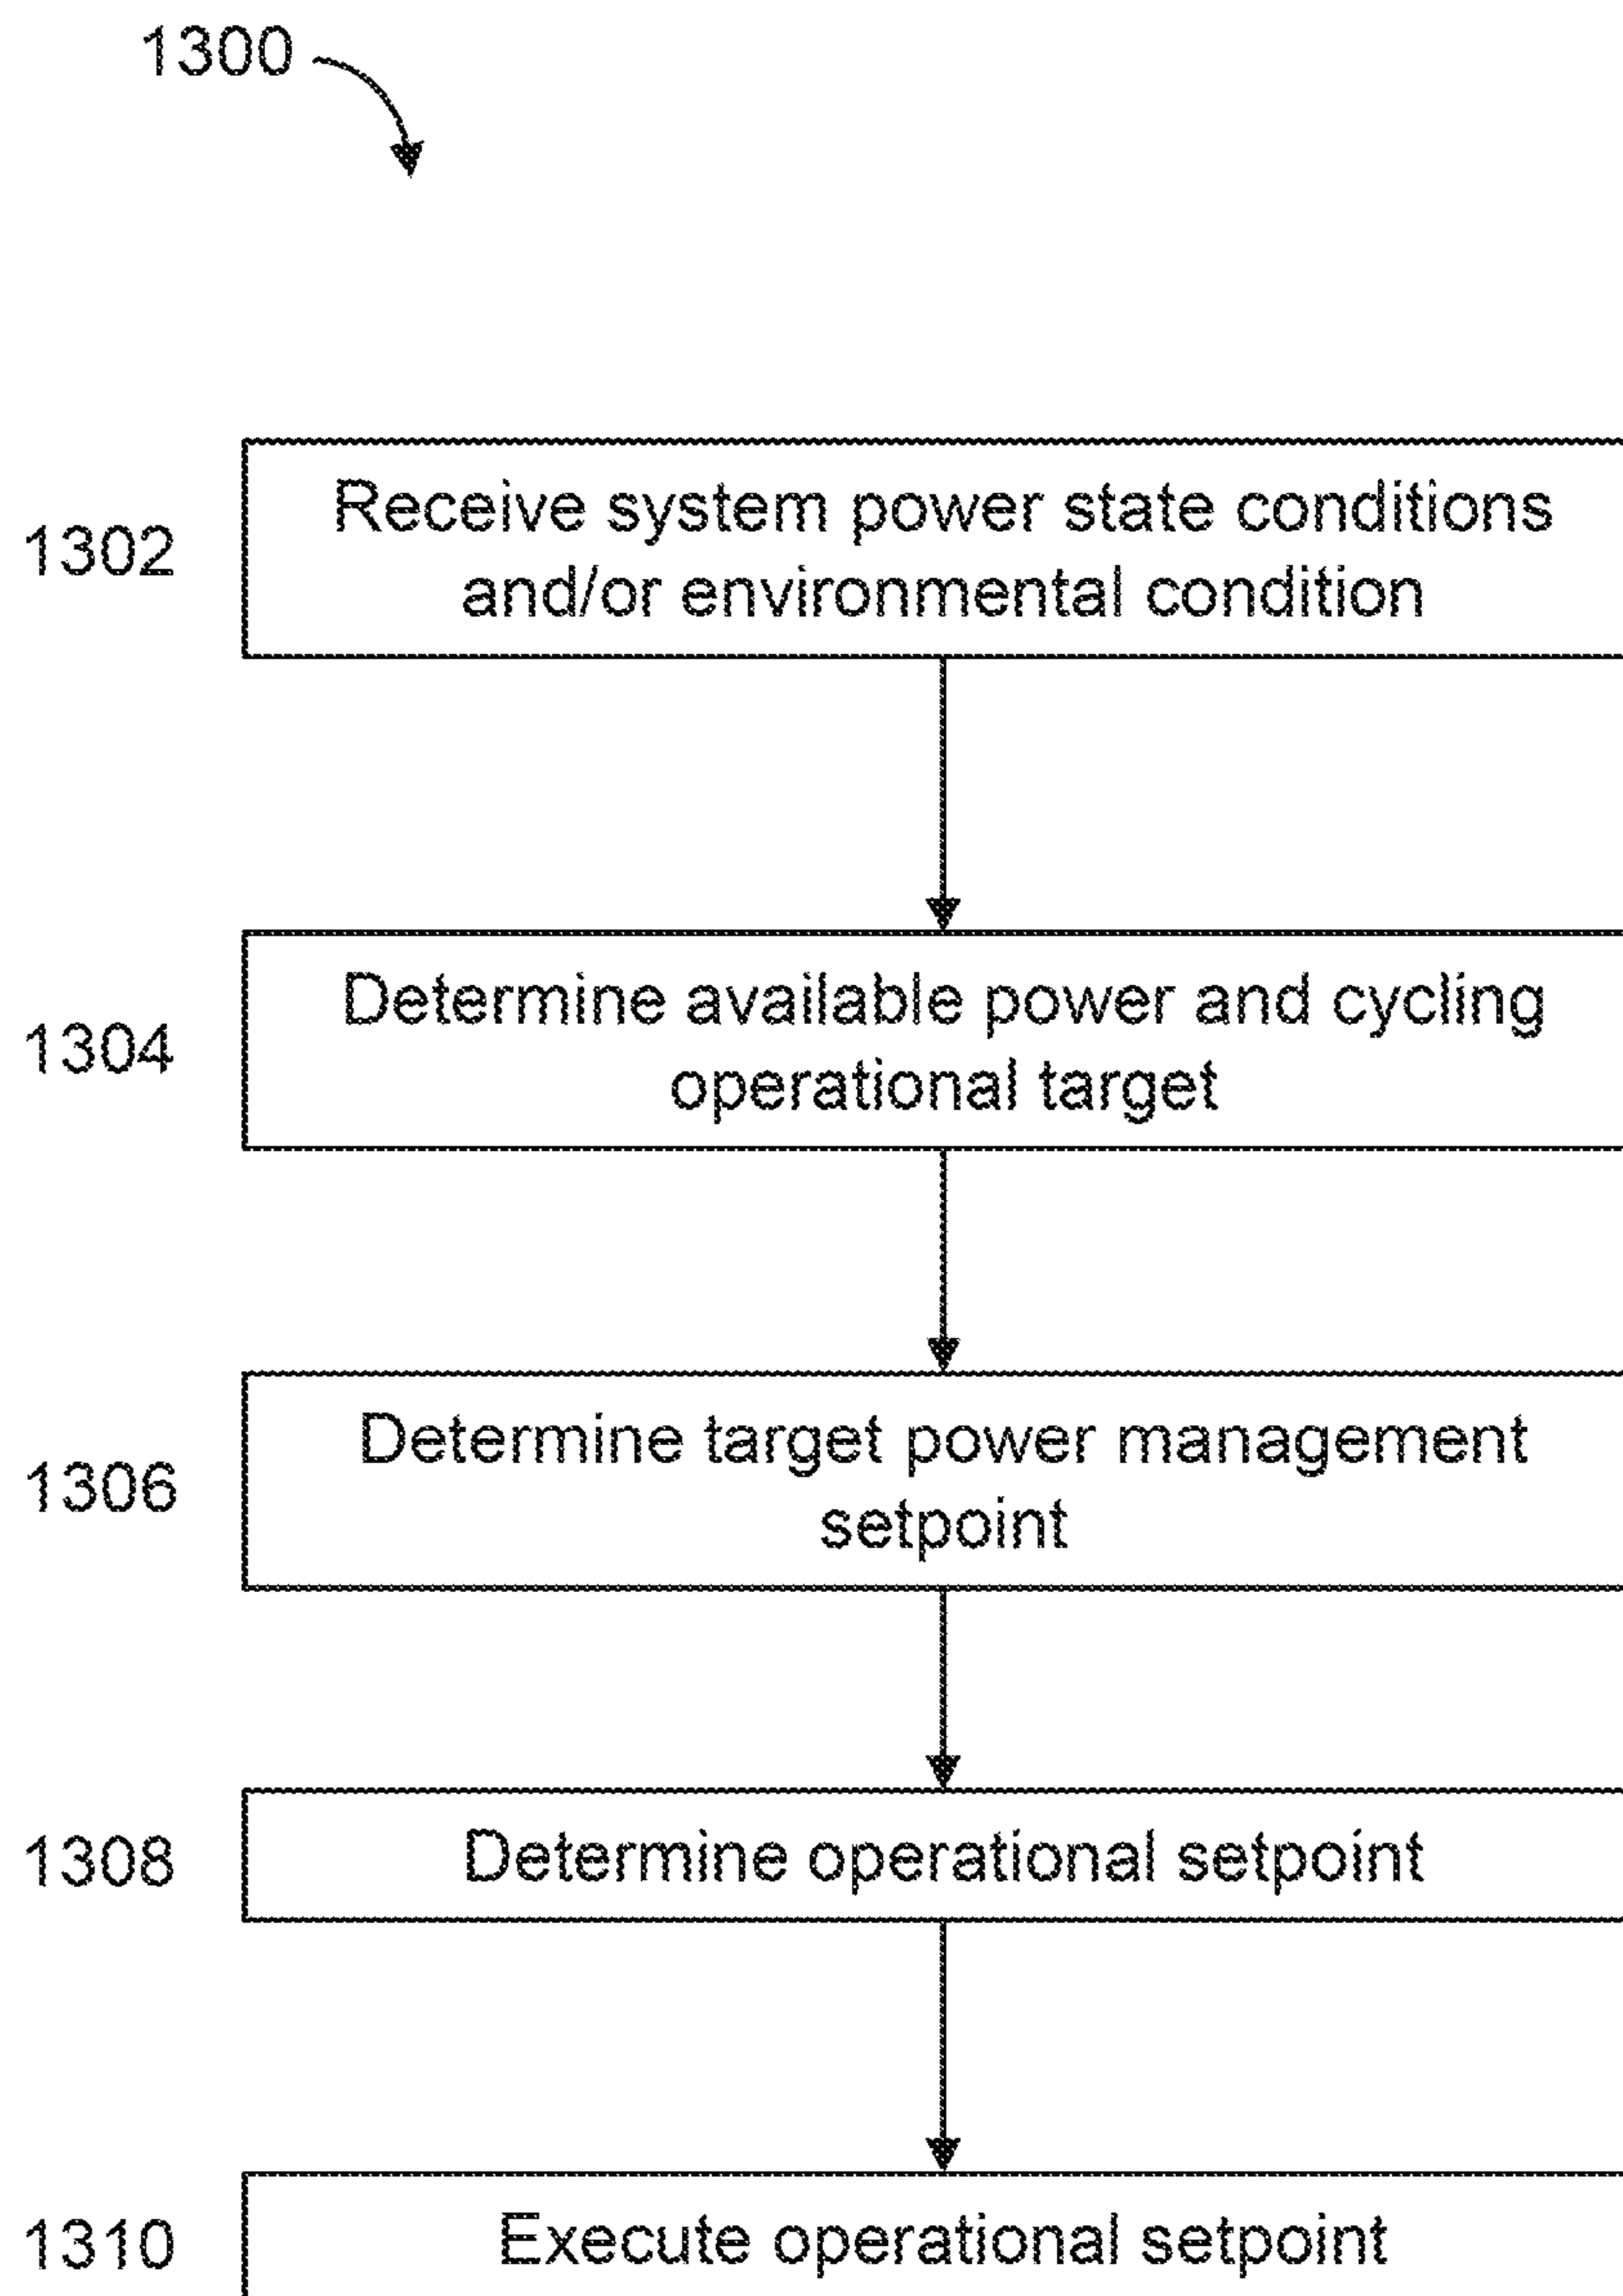 1300
1302
Receive system power state conditions
and/or environmental condition
1304
Determine available power and cycling
operational target
1306
Determine target power management
setpoint
1308
Determine operational setpoint
1310
Execute operational setpoint